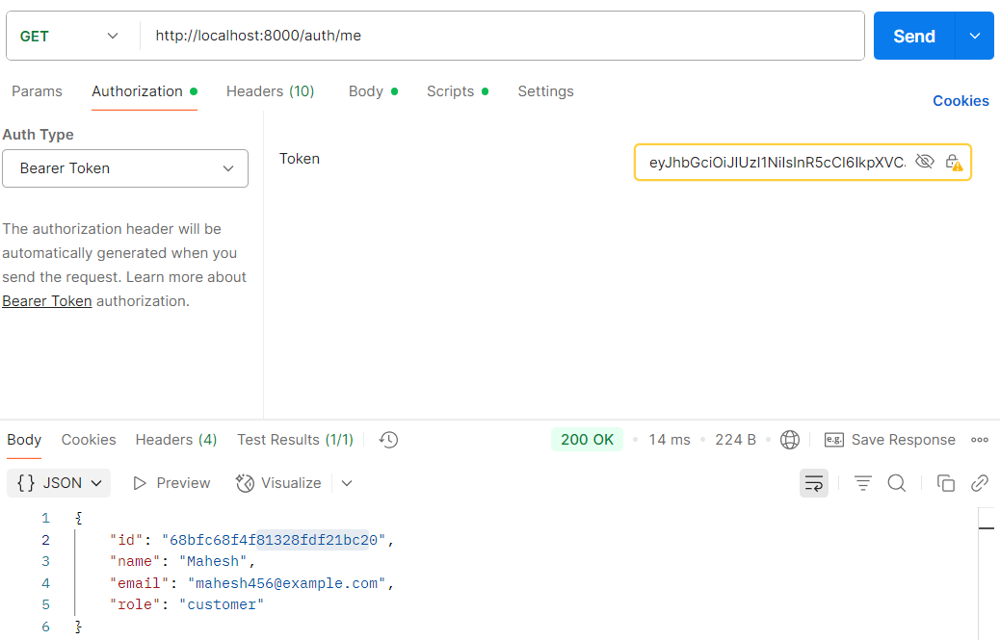 GET http://localhost:8000/auth/me Send
Params Authorization Headers (10) Body Scripts Settings Cookies
Auth Type
Bearer Token
Token eyJhbGciOiJIUzI1NiIsInR5cCI6IkpXVC.
The authorization header will be
automatically generated when you
send the request. Learn more about
Bearer Token authorization.
Body Cookies Headers (4) Test Results (1/1) 200 OK • 14 ms • 224 B • e.g. Save Response
{} JSON Preview Visualize
1 {
2 "id": "68bfc68f4f81328fdf21bc20",
3 "name": "Mahesh",
4 "email": "mahesh456@example.com",
5 "role": "customer"
6 }